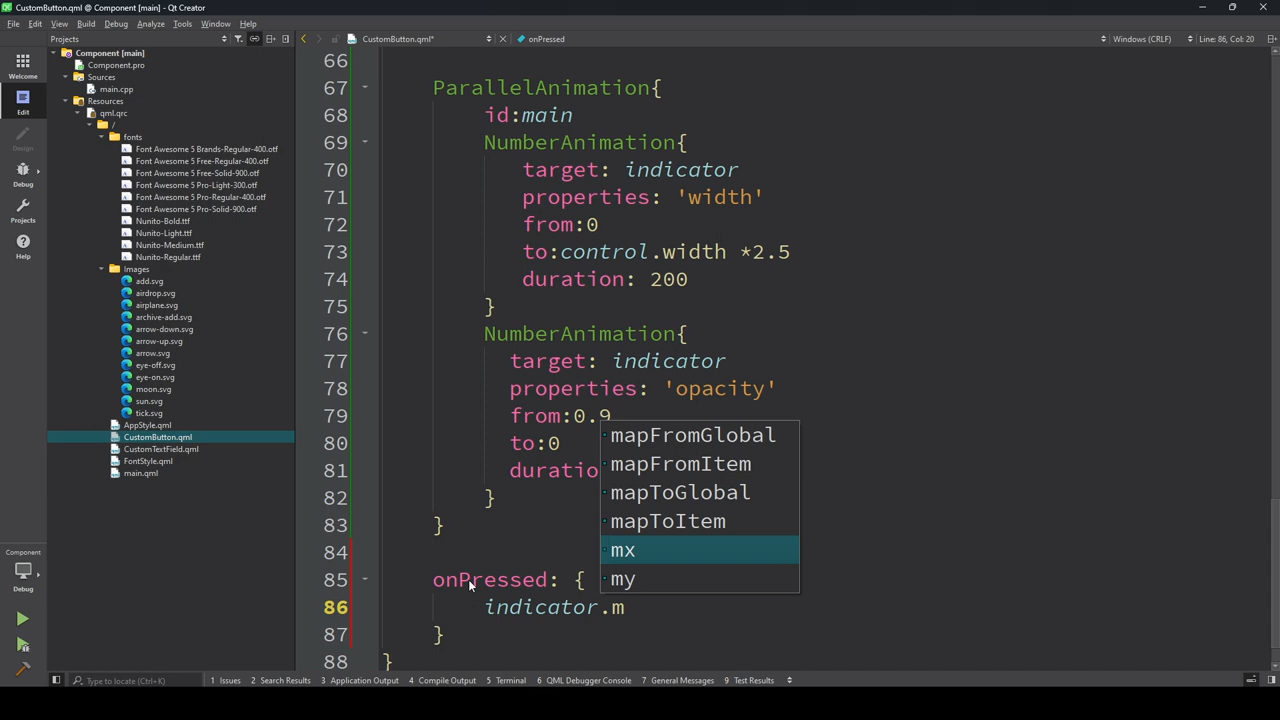 CustomButton.qml @ Component [main] - Qt Creator
File Edit View Build Debug Analyze Tools Window Help
Projects
CustomButton.qml*
onPressed
Windows (CRLF)
Line: 86, Col: 20
Welcome
Edit
Design
Debug
Projects
Help
Component
Debug
Component [main]
Component.pro
Sources
main.cpp
Resources
qml.qrc
/
fonts
Font Awesome 5 Brands-Regular-400.otf
Font Awesome 5 Free-Regular-400.otf
Font Awesome 5 Free-Solid-900.otf
Font Awesome 5 Pro-Light-300.otf
Font Awesome 5 Pro-Regular-400.otf
Font Awesome 5 Pro-Solid-900.otf
Nunito-Bold.ttf
Nunito-Light.ttf
Nunito-Medium.ttf
Nunito-Regular.ttf
Images
add.svg
airdrop.svg
airplane.svg
archive-add.svg
arrow-down.svg
arrow-up.svg
arrow.svg
eye-off.svg
eye-on.svg
moon.svg
sun.svg
tick.svg
AppStyle.qml
CustomButton.qml
CustomTextField.qml
FontStyle.qml
main.qml
66
67 ParallelAnimation{
68 id:main
69 NumberAnimation{
70 target: indicator
71 properties: 'width'
72 from:0
73 to:control.width *2.5
74 duration: 200
75 }
76 NumberAnimation{
77 target: indicator
78 properties: 'opacity'
79 from:0.9
80 to:0
81 duratio
82 }
83 }
84
85 onPressed: {
86 indicator.m
87 }
88 }
mapFromGlobal
mapFromItem
mapToGlobal
mapToItem
mx
my
Type to locate (Ctrl+K)
1 Issues
2 Search Results
3 Application Output
4 Compile Output
5 Terminal
6 QML Debugger Console
7 General Messages
9 Test Results